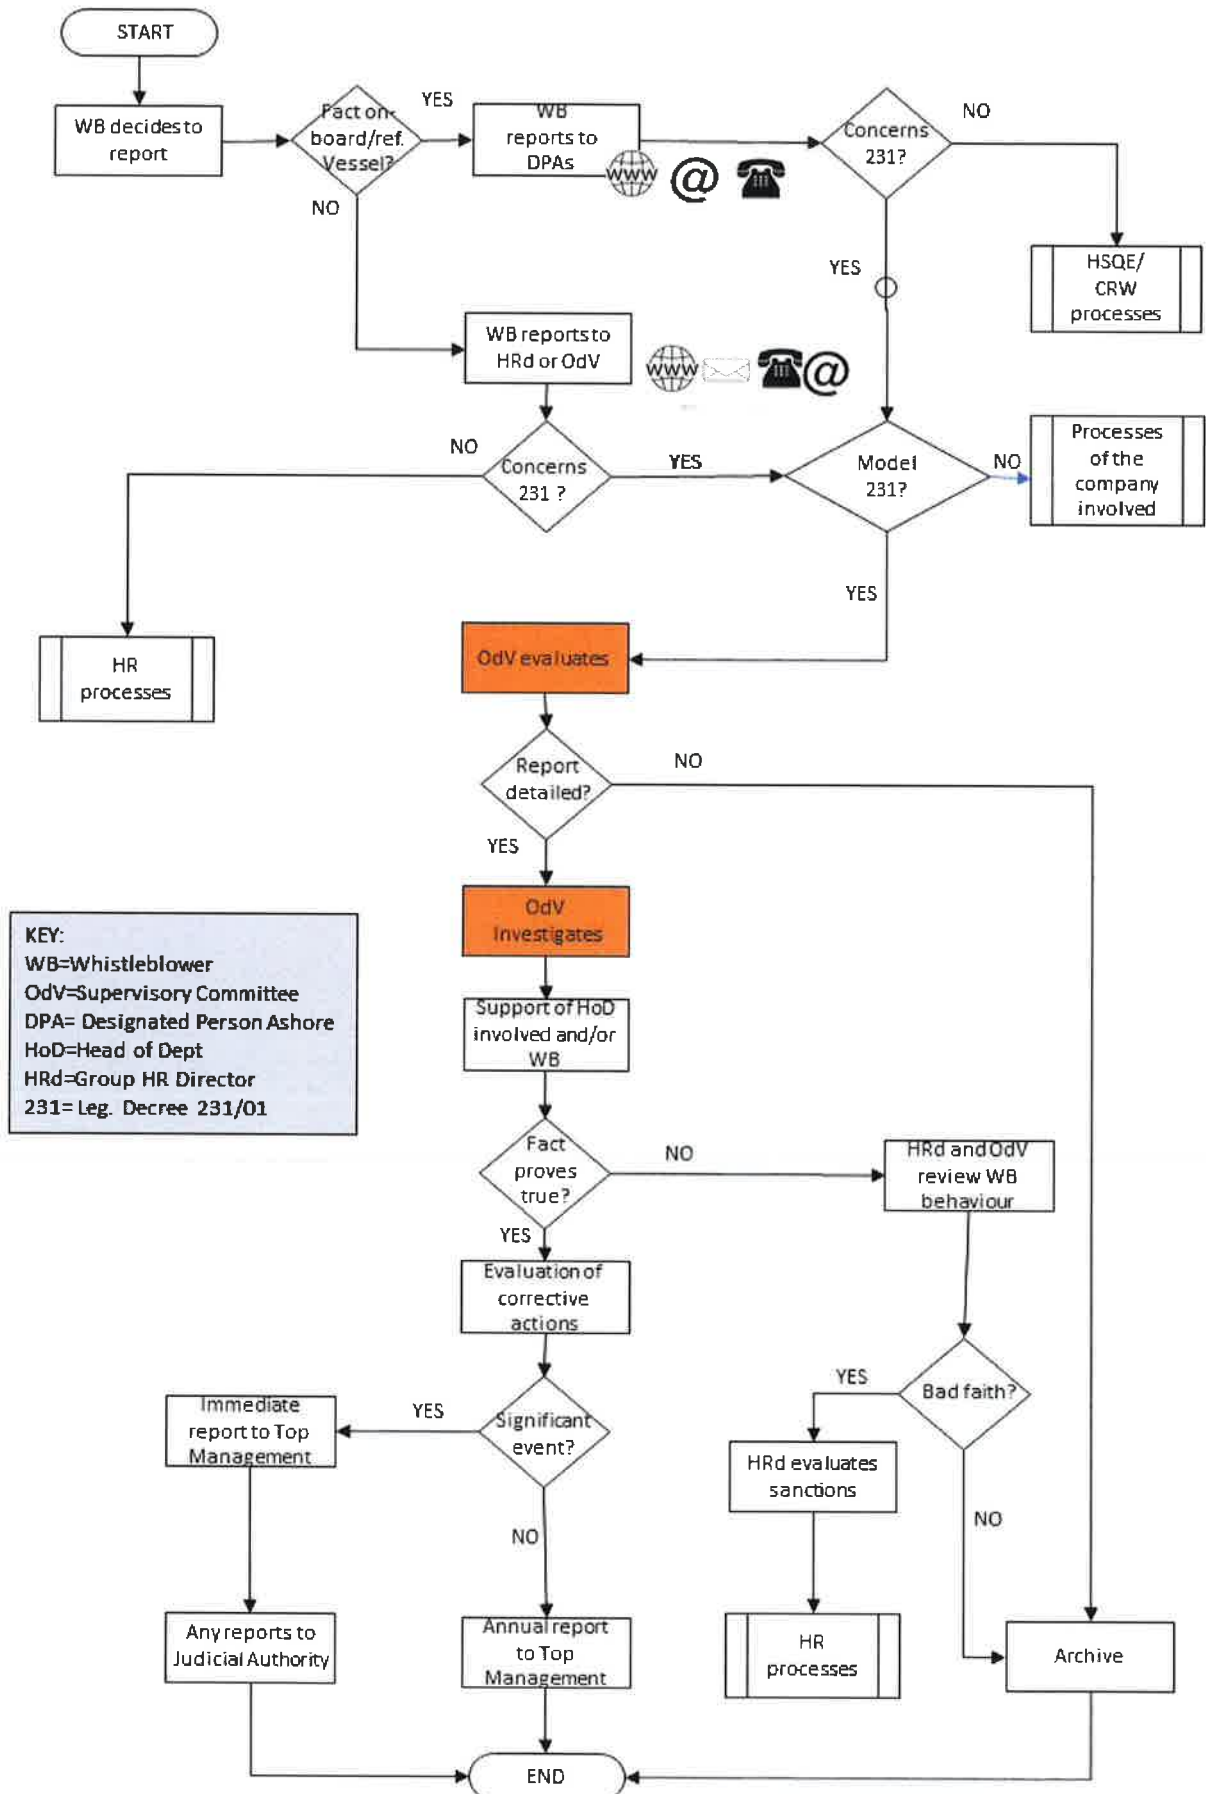 START
WB decides to
report
Fact on-
board/ref.
Vessel?
YES
WB
reports to
DPAs
www
@
Concerns
231?
NO
NO
YES
HSQE/
CRW
processes
WB reports to
HRd or OdV
www
@
NO
Concerns
231 ?
YES
Model
231?
NO
Processes
of the
company
involved
YES
HR
processes
OdV evaluates
Report
detailed?
NO
YES
OdV
Investigates
KEY:
WB=Whistleblower
OdV=Supervisory Committee
DPA= Designated Person Ashore
HoD=Head of Dept
HRd=Group HR Director
231= Leg. Decree 231/01
Support of HoD
involved and/or
WB
Fact
proves
true?
NO
HRd and OdV
review WB
behaviour
YES
Evaluation of
corrective
actions
Bad faith?
YES
Immediate
report to Top
Management
YES
Significant
event?
HRd evaluates
sanctions
NO
NO
Any reports to
Judicial Authority
Annual report
to Top
Management
HR
processes
Archive
END